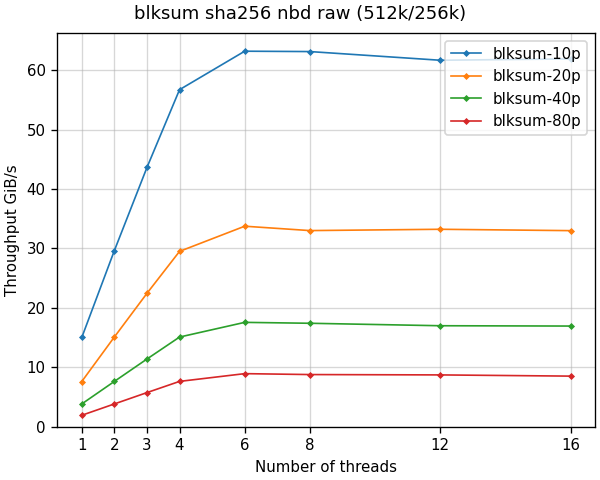 blksum sha256 nbd raw (512k/256k)
blksum-10p
blksum-20p
blksum-40p
blksum-80p
Throughput GiB/s
60
50
40
30
20
10
0
1 2 3 4 6 8 12 16
Number of threads